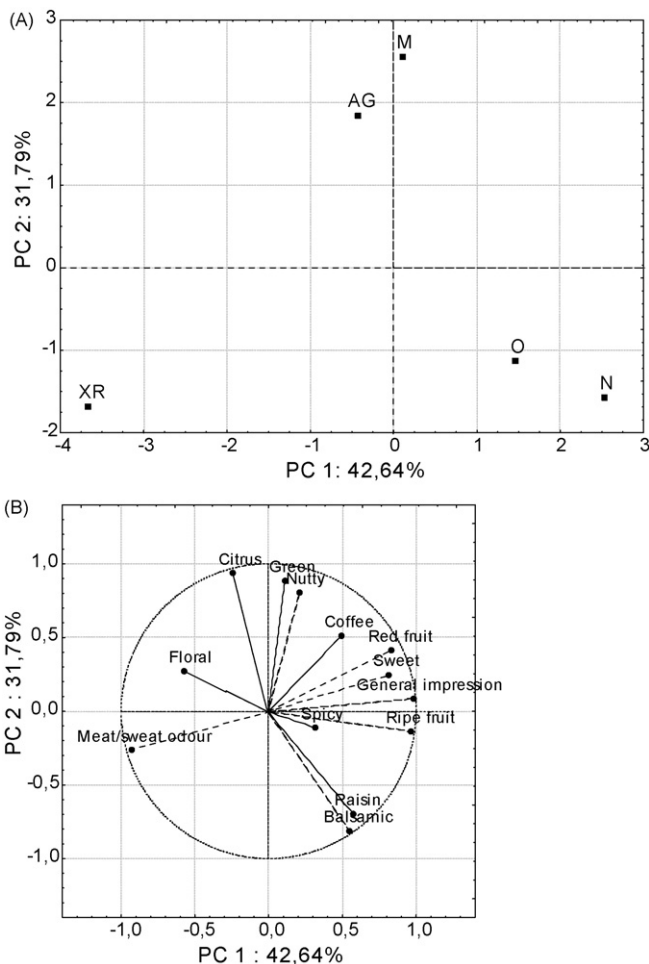 (A)
3
2
1
0
-1
-2
M
AG
O
N
XR
-4 -3 -2 -1 0 1 2 3
PC 2: 31,79%
PC 1: 42,64%
(B)
1,0
0,5
0,0
-0,5
-1,0
Citrus
Green
Nutty
Coffee
Red fruit
Floral
Sweet
General impression
Spicy
Ripe fruit
Meat/sweat odour
Raisin
Balsamic
-1,0 -0,5 0,0 0,5 1,0
PC 2 : 31,79%
PC 1 : 42,64%